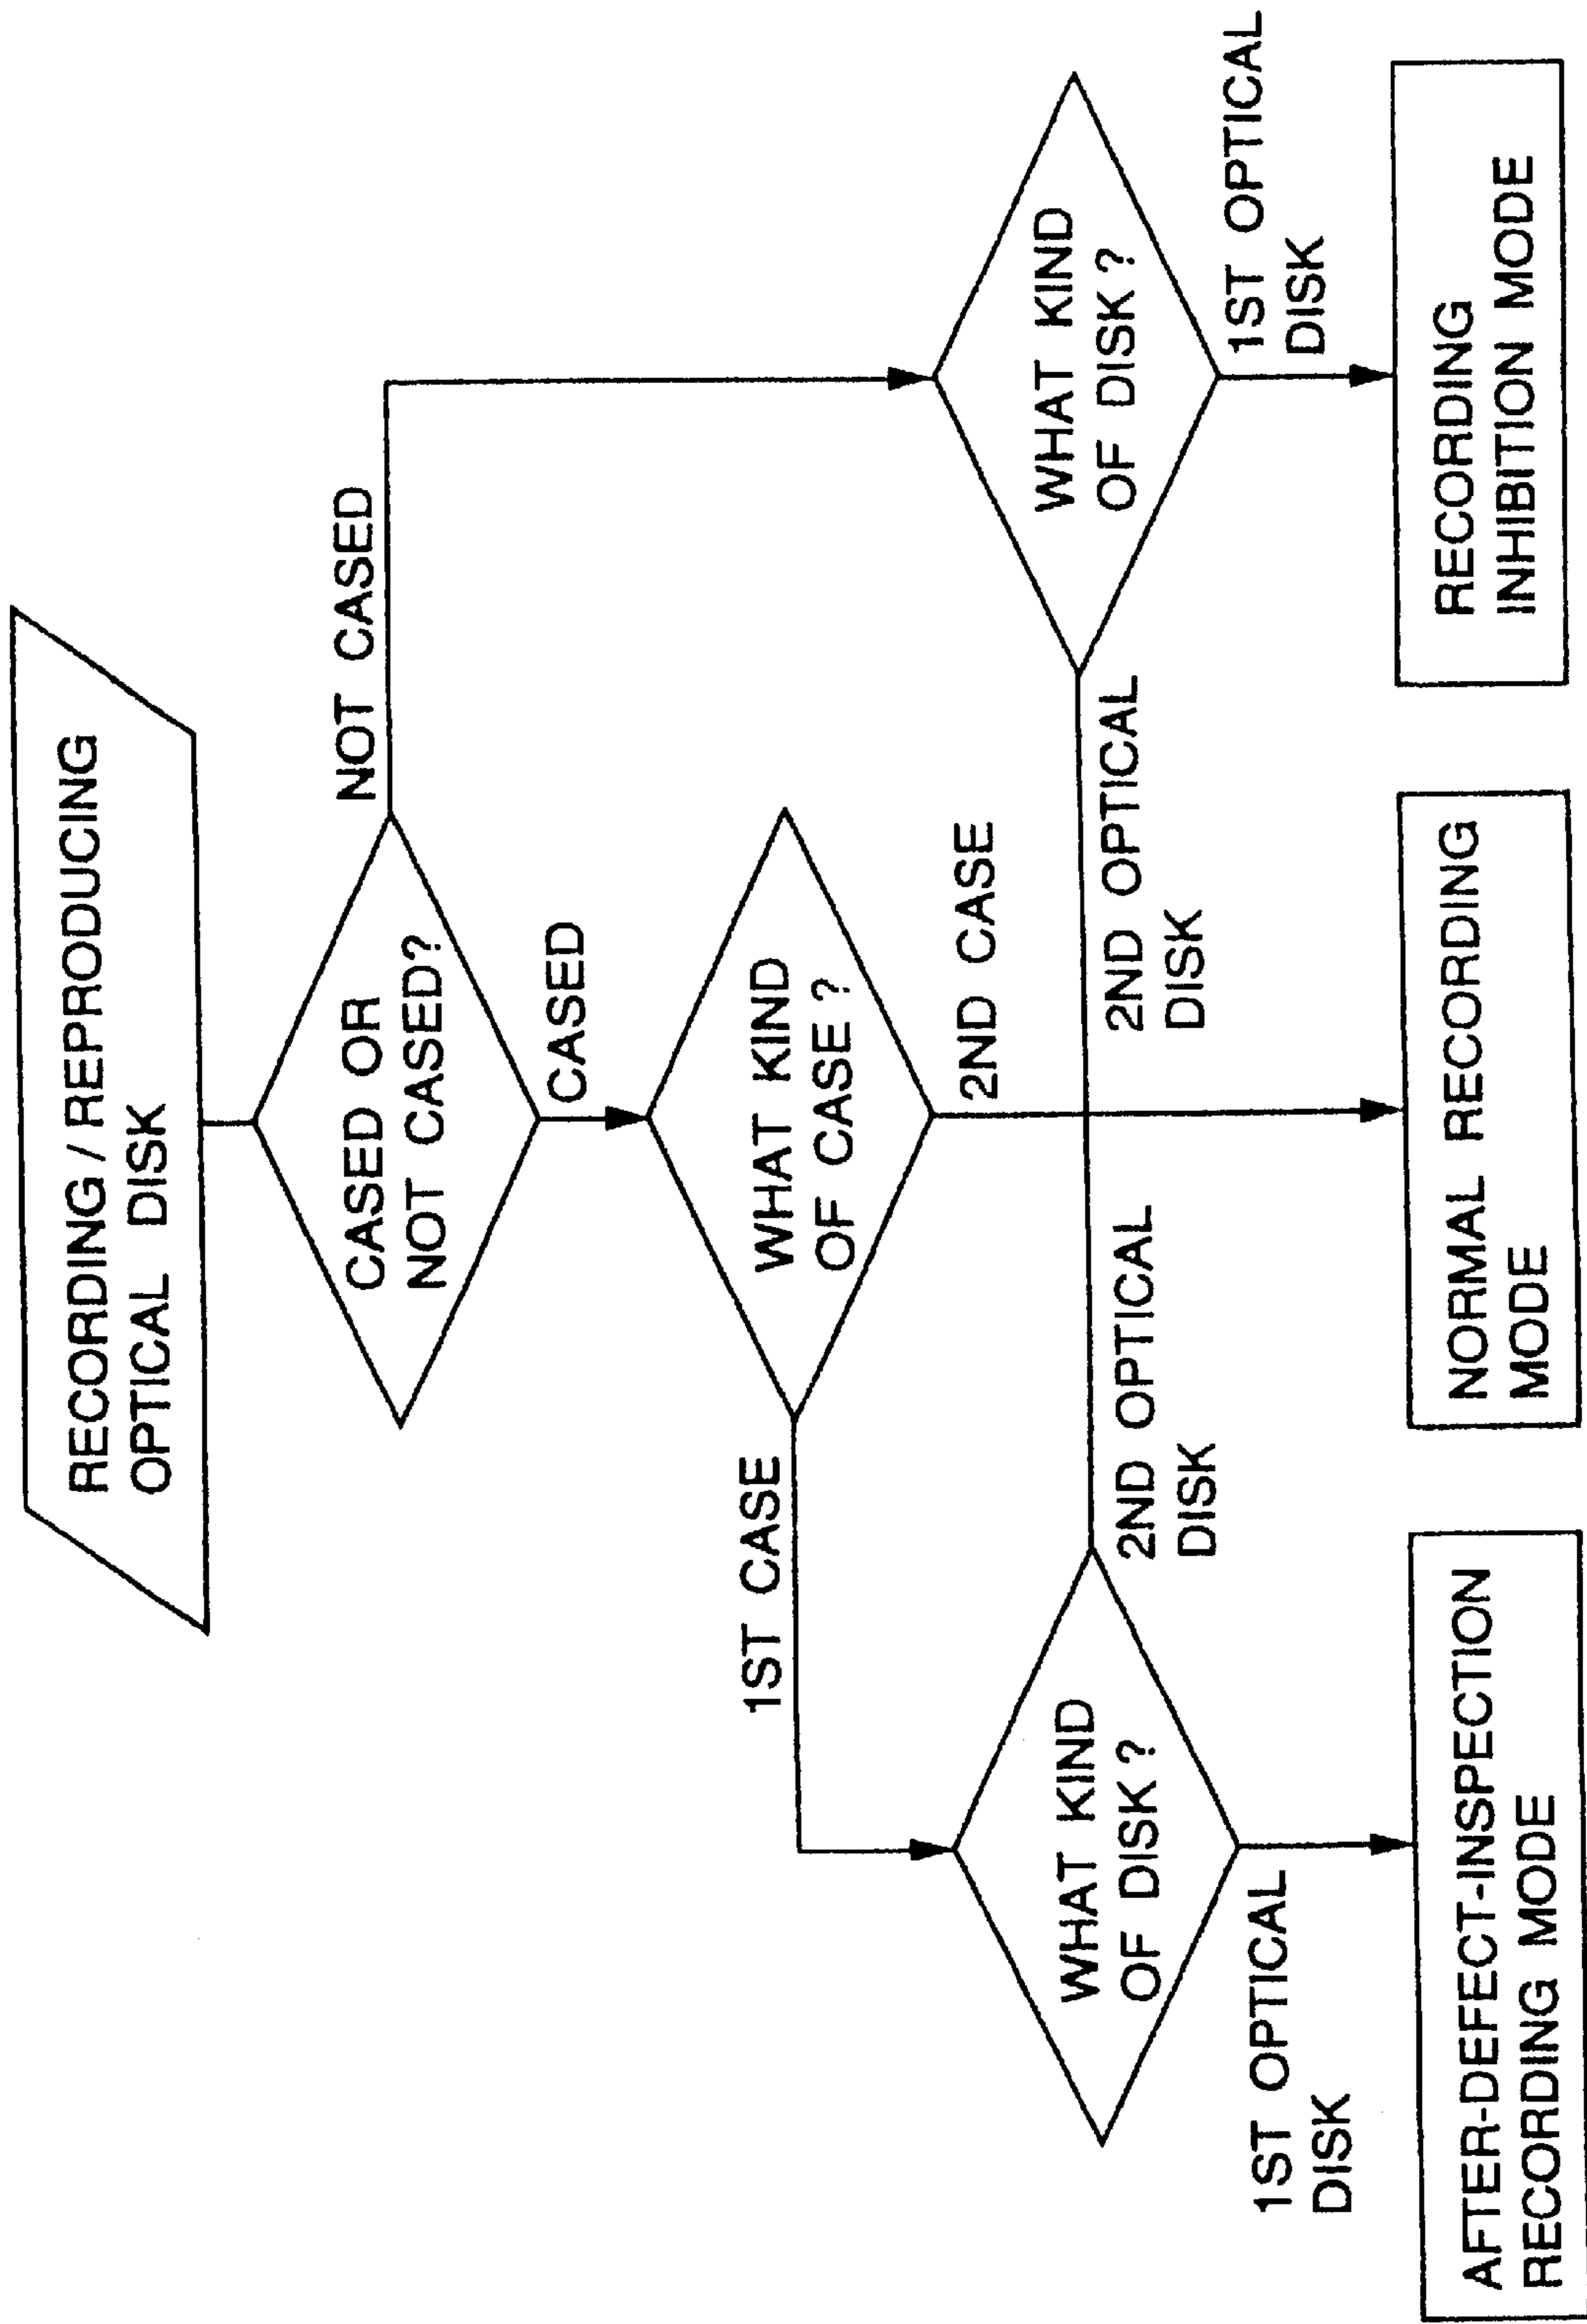 RECORDING / REPRODUCING
OPTICAL DISK
CASED OR
NOT CASED?
NOT CASED
CASED
WHAT KIND
OF CASE ?
1ST CASE
2ND CASE
WHAT KIND
OF DISK ?
2ND OPTICAL
DISK
2ND OPTICAL
DISK
WHAT KIND
OF DISK ?
1ST OPTICAL
DISK
1ST OPTICAL
DISK
AFTER-DEFECT-INSPECTION
RECORDING MODE
NORMAL RECORDING
MODE
RECORDING
INHIBITION MODE